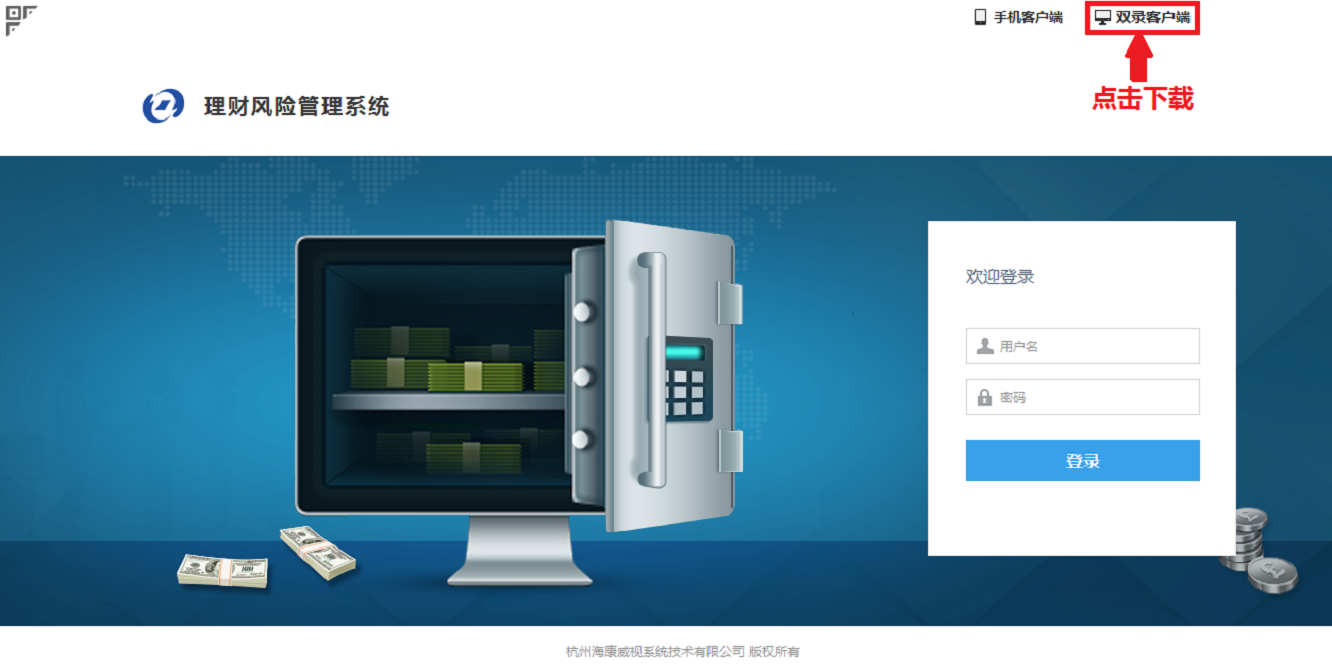 手机客户端
双录客户端
点击下载
理财风险管理系统
欢迎登录
用户名
密码
登录
杭州海康威视系统技术有限公司 版权所有